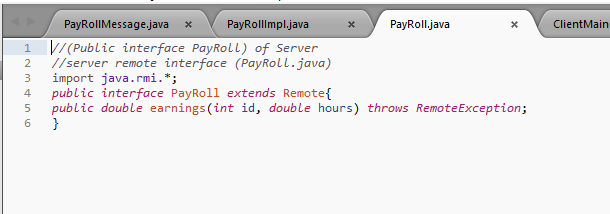 PayRollMessage.java × PayRollImpl.java × PayRoll.java × ClientMain
1 //(Public interface PayRoll) of Server
2 //server remote interface (PayRoll.java)
3 import java.rmi.*;
4 public interface PayRoll extends Remote{
5 public double earnings(int id, double hours) throws RemoteException;
6 }